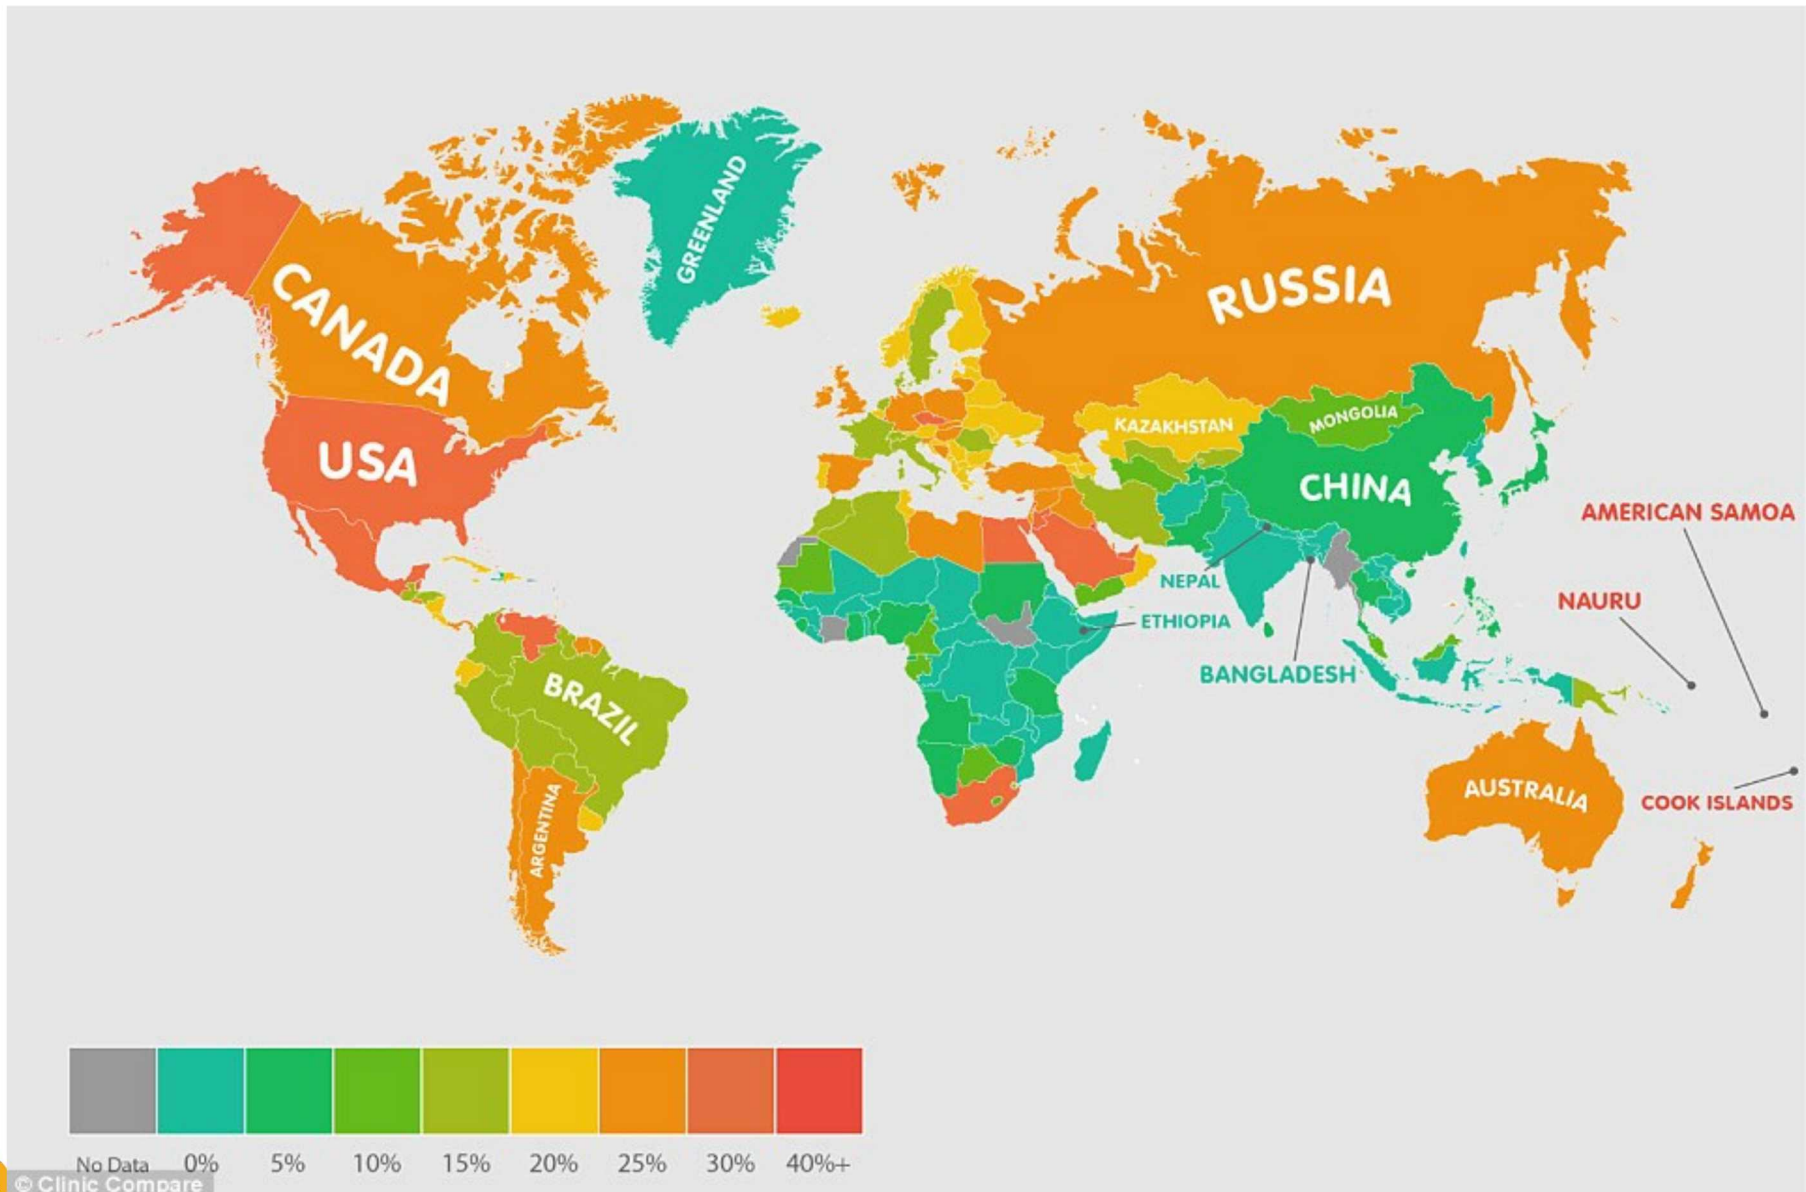 GREENLAND
CANADA
RUSSIA
KAZAKHSTAN
MONGOLIA
USA
CHINA
AMERICAN SAMOA
NEPAL
NAURU
ETHIOPIA
BANGLADESH
BRAZIL
AUSTRALIA
COOK ISLANDS
ARGENTINA
No Data 0% 5% 10% 15% 20% 25% 30% 40%+
© Clinic Compare